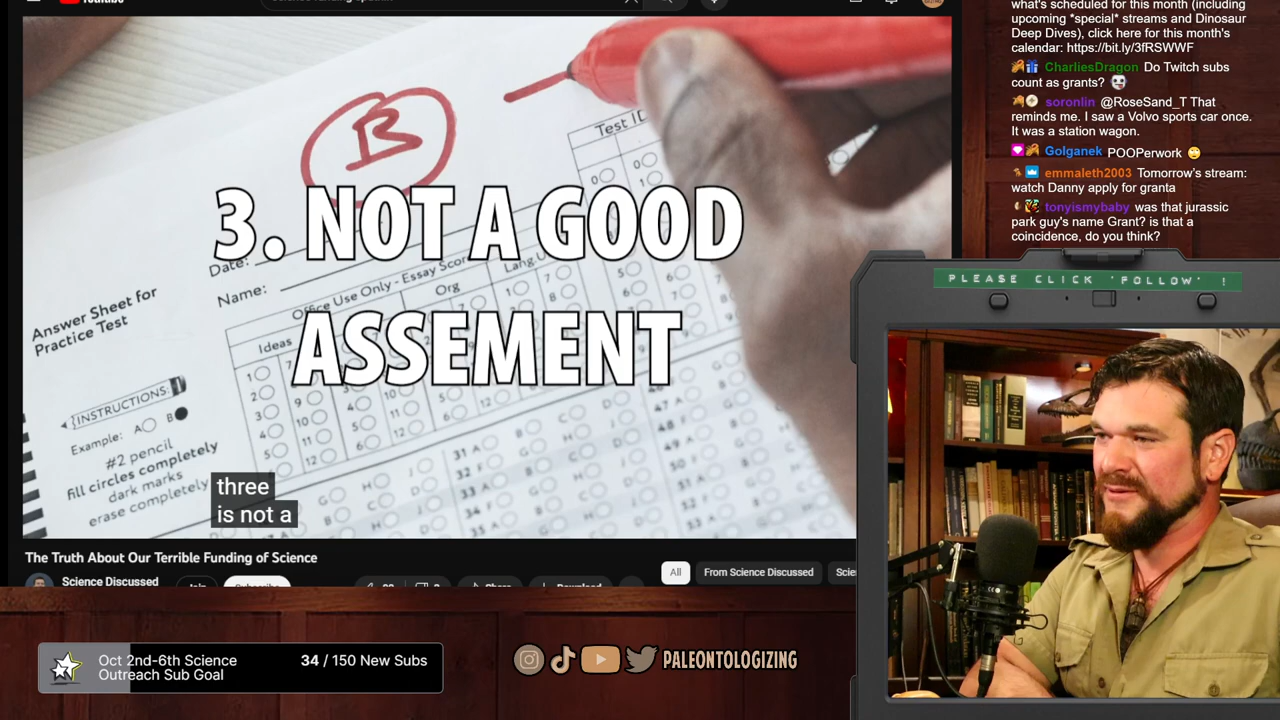 what's scheduled for this month (including
upcoming *special* streams and Dinosaur
Deep Dives), click here for this month's
calendar: https://bit.ly/3fRSWWF
CharliesDragon Do Twitch subs
count as grants?
soronlin @RoseSand_T That
reminds me. I saw a Volvo sports car once.
It was a station wagon.
Golganek POOPerwork
emmaleth2003 Tomorrow's stream:
watch Danny apply for granta
tonyismybaby was that jurassic
park guy's name Grant? is that a
coincidence, do you think?
PLEASE CLICK 'FOLLOW' !
B
Test ID
3. NOT A GOOD
ASSEMENT
Date:
Name:
Office Use Only - Essay Score
Ideas
Org
Answer Sheet for
Practice Test
INSTRUCTIONS:
Example: A B
#2 pencil
fill circles completely
dark marks
erase completely
three
is not a
The Truth About Our Terrible Funding of Science
Science Discussed
Join
Subscribe
Share
Download
All
From Science Discussed
Oct 2nd-6th Science
Outreach Sub Goal
34 / 150 New Subs
PALEONTOLOGIZING